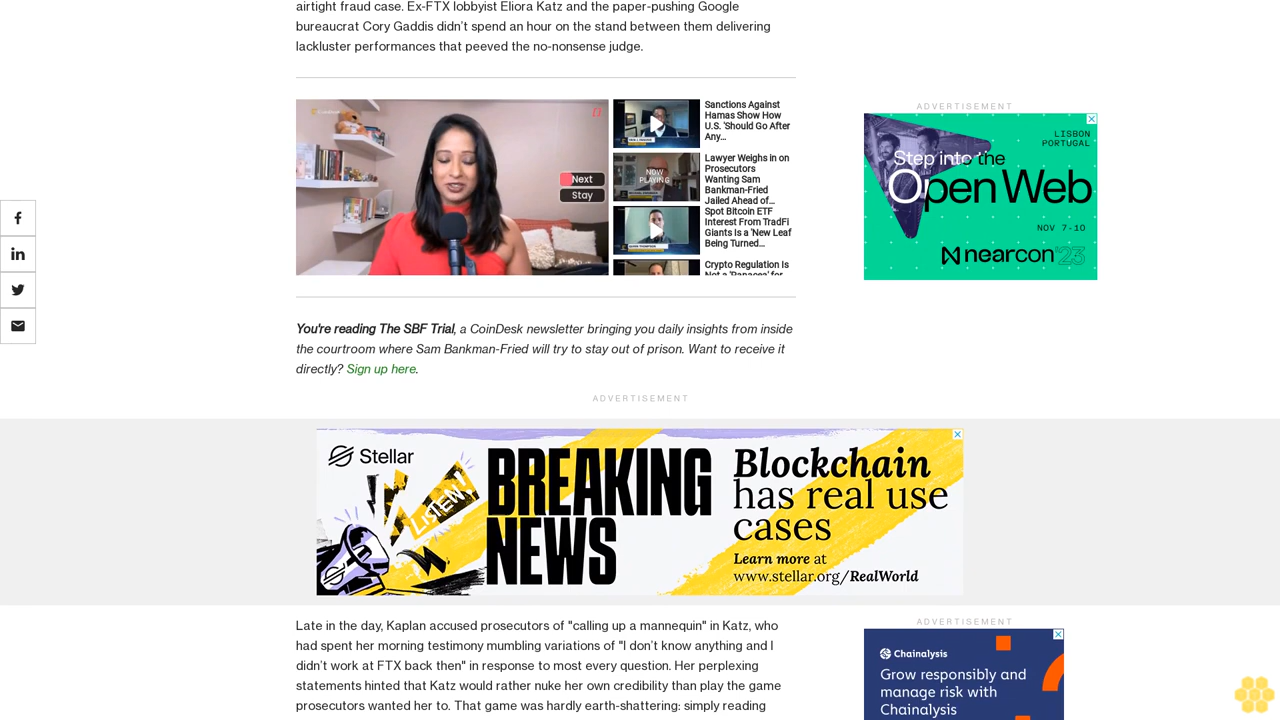 airtight fraud case. Ex-FTX lobbyist Eliora Katz and the paper-pushing Google
bureaucrat Cory Gaddis didn't spend an hour on the stand between them delivering
lackluster performances that peeved the no-nonsense judge.
Next
Stay
Sanctions Against
Hamas Show How
U.S. 'Should Go After
Any...
NOW
PLAYING
Lawyer Weighs in on
Prosecutors
Wanting Sam
Bankman-Fried
Jailed Ahead of...
Spot Bitcoin ETF
Interest From TradFi
Giants Is a 'New Leaf
Being Turned...
Crypto Regulation Is
Not a 'Panacea' for
ADVERTISEMENT
LISBON
PORTUGAL
Step into the
Open Web
NOV 7-10
nearcon'23
You're reading The SBF Trial, a CoinDesk newsletter bringing you daily insights from inside
the courtroom where Sam Bankman-Fried will try to stay out of prison. Want to receive it
directly? Sign up here.
ADVERTISEMENT
Stellar
LISTEN!
BREAKING
NEWS
Blockchain
has real use
cases
Learn more at
www.stellar.org/RealWorld
Late in the day, Kaplan accused prosecutors of "calling up a mannequin" in Katz, who
had spent her morning testimony mumbling variations of "I don't know anything and I
didn't work at FTX back then" in response to most every question. Her perplexing
statements hinted that Katz would rather nuke her own credibility than play the game
prosecutors wanted her to. That game was hardly earth-shattering: simply reading
ADVERTISEMENT
Chainalysis
Grow responsibly and
manage risk with
Chainalysis